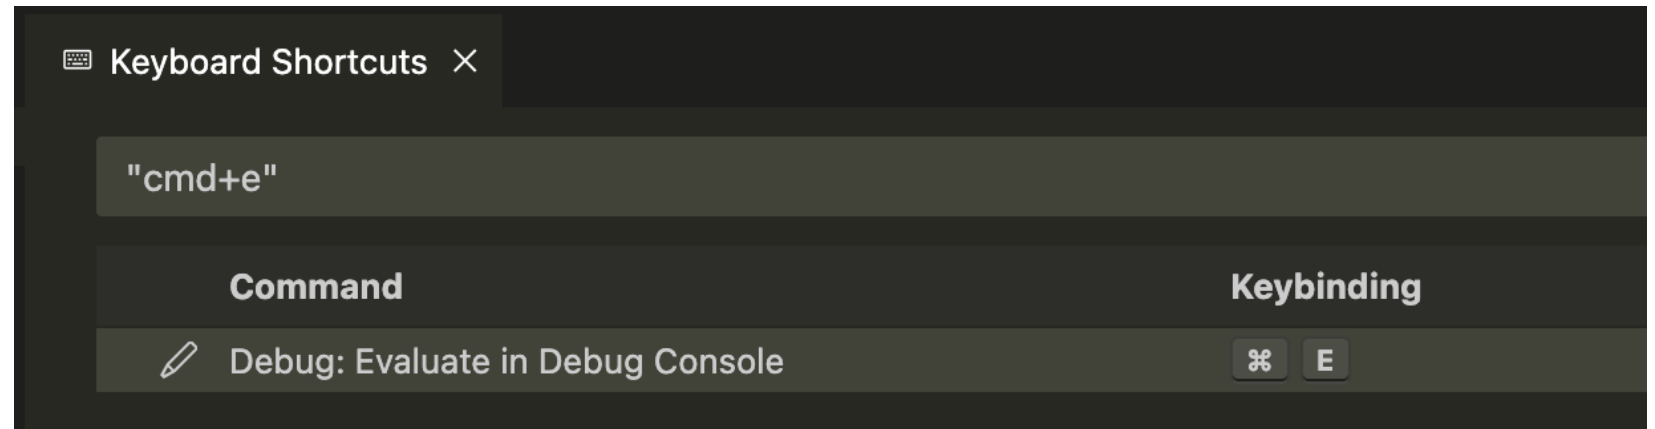 Keyboard Shortcuts
"cmd+e"
Command Keybinding
Debug: Evaluate in Debug Console ⌘ E